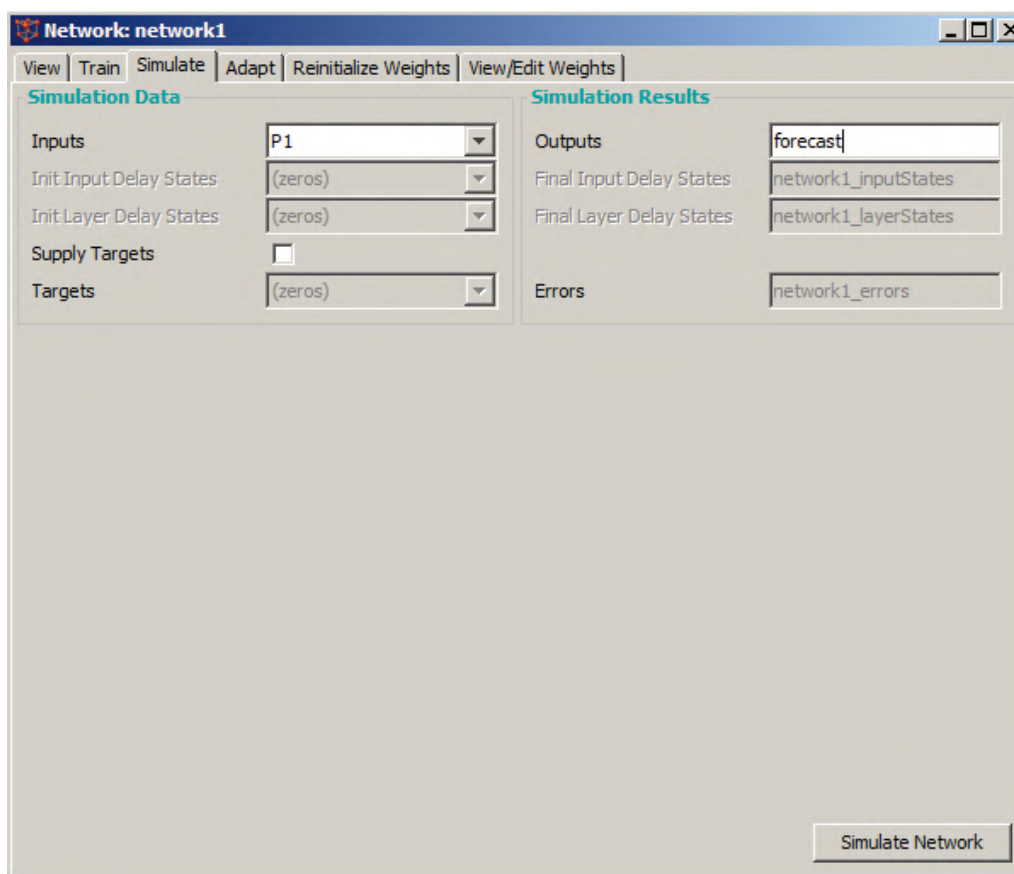 Network: network1
View Train Simulate Adapt Reinitialize Weights View/Edit Weights
Simulation Data
Inputs P1
Init Input Delay States (zeros)
Init Layer Delay States (zeros)
Supply Targets
Targets (zeros)
Simulation Results
Outputs forecast
Final Input Delay States network1_inputStates
Final Layer Delay States network1_layerStates
Errors network1_errors
Simulate Network